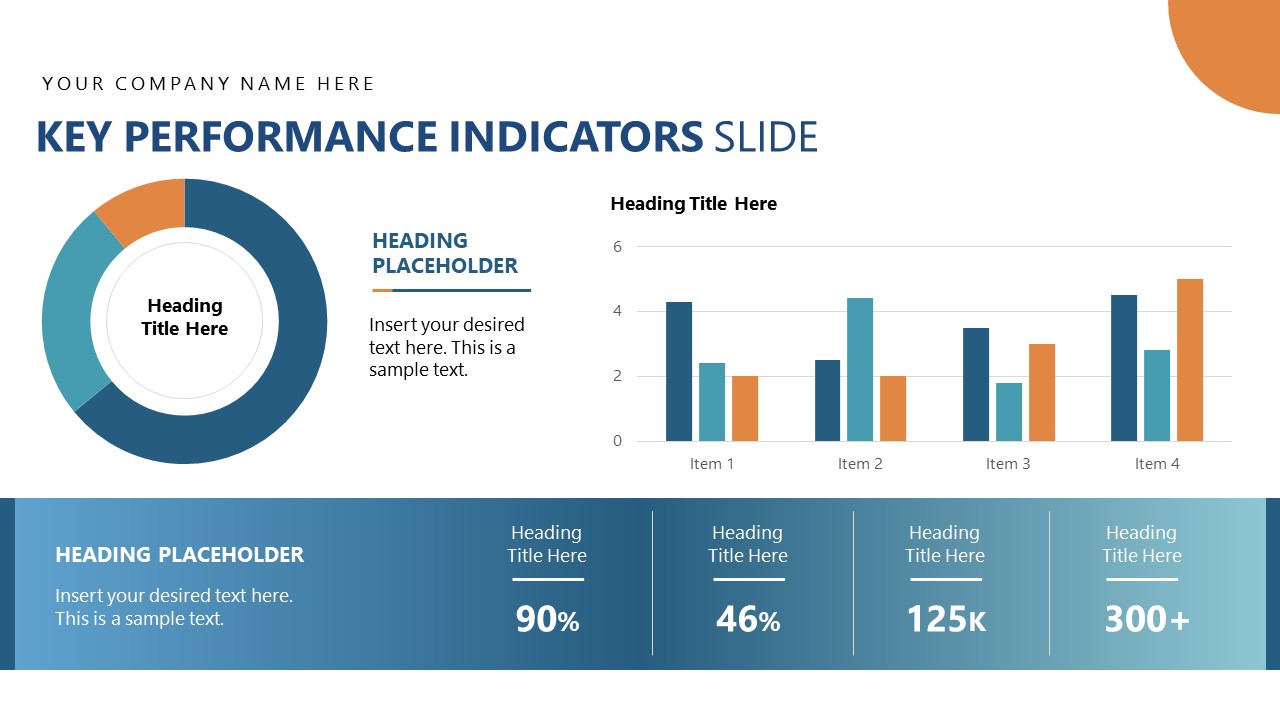 YOUR COMPANY NAME HERE
KEY PERFORMANCE INDICATORS SLIDE
Heading
Title Here
HEADING
PLACEHOLDER
Insert your desired
text here. This is a
sample text.
Heading Title Here
6
4
2
0
Item 1
Item 2
Item 3
Item 4
HEADING PLACEHOLDER
Insert your desired text here.
This is a sample text.
Heading
Title Here
90%
Heading
Title Here
46%
Heading
Title Here
125K
Heading
Title Here
300+